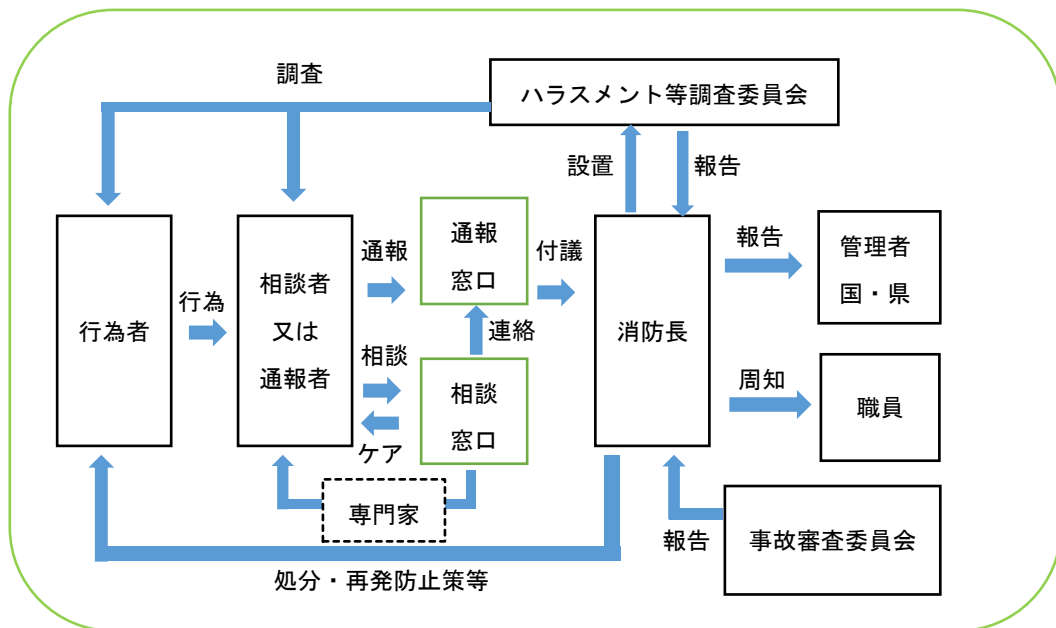 調査
ハラスメント等調査委員会
設置
報告
行為者
行為
相談者
又は
通報者
通報
相談
ケア
通報
窓口
連絡
相談
窓口
専門家
付議
消防長
報告
管理者
国・県
周知
職員
報告
事故審査委員会
処分・再発防止策等